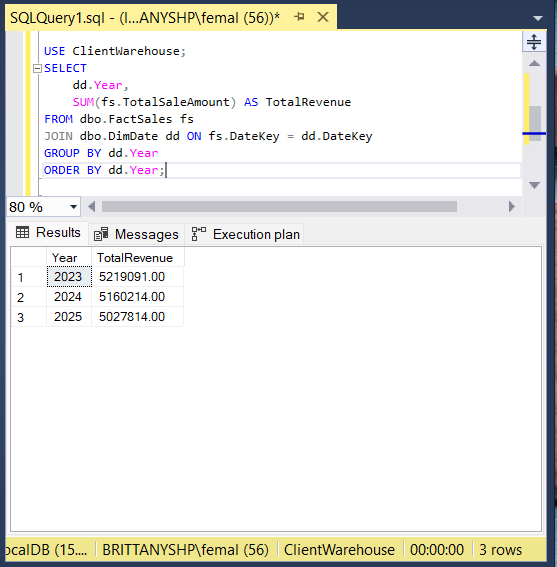 SQLQuery1.sql - (l...ANYSHP\femal (56))*
USE ClientWarehouse;
SELECT
dd.Year,
SUM(fs.TotalSaleAmount) AS TotalRevenue
FROM dbo.FactSales fs
JOIN dbo.DimDate dd ON fs.DateKey = dd.DateKey
GROUP BY dd.Year
ORDER BY dd.Year;
80 %
Results Messages Execution plan
Year TotalRevenue
1 2023 5219091.00
2 2024 5160214.00
3 2025 5027814.00
ocalDB (15.... BRITTANYSHP\femal (56) ClientWarehouse 00:00:00 3 rows